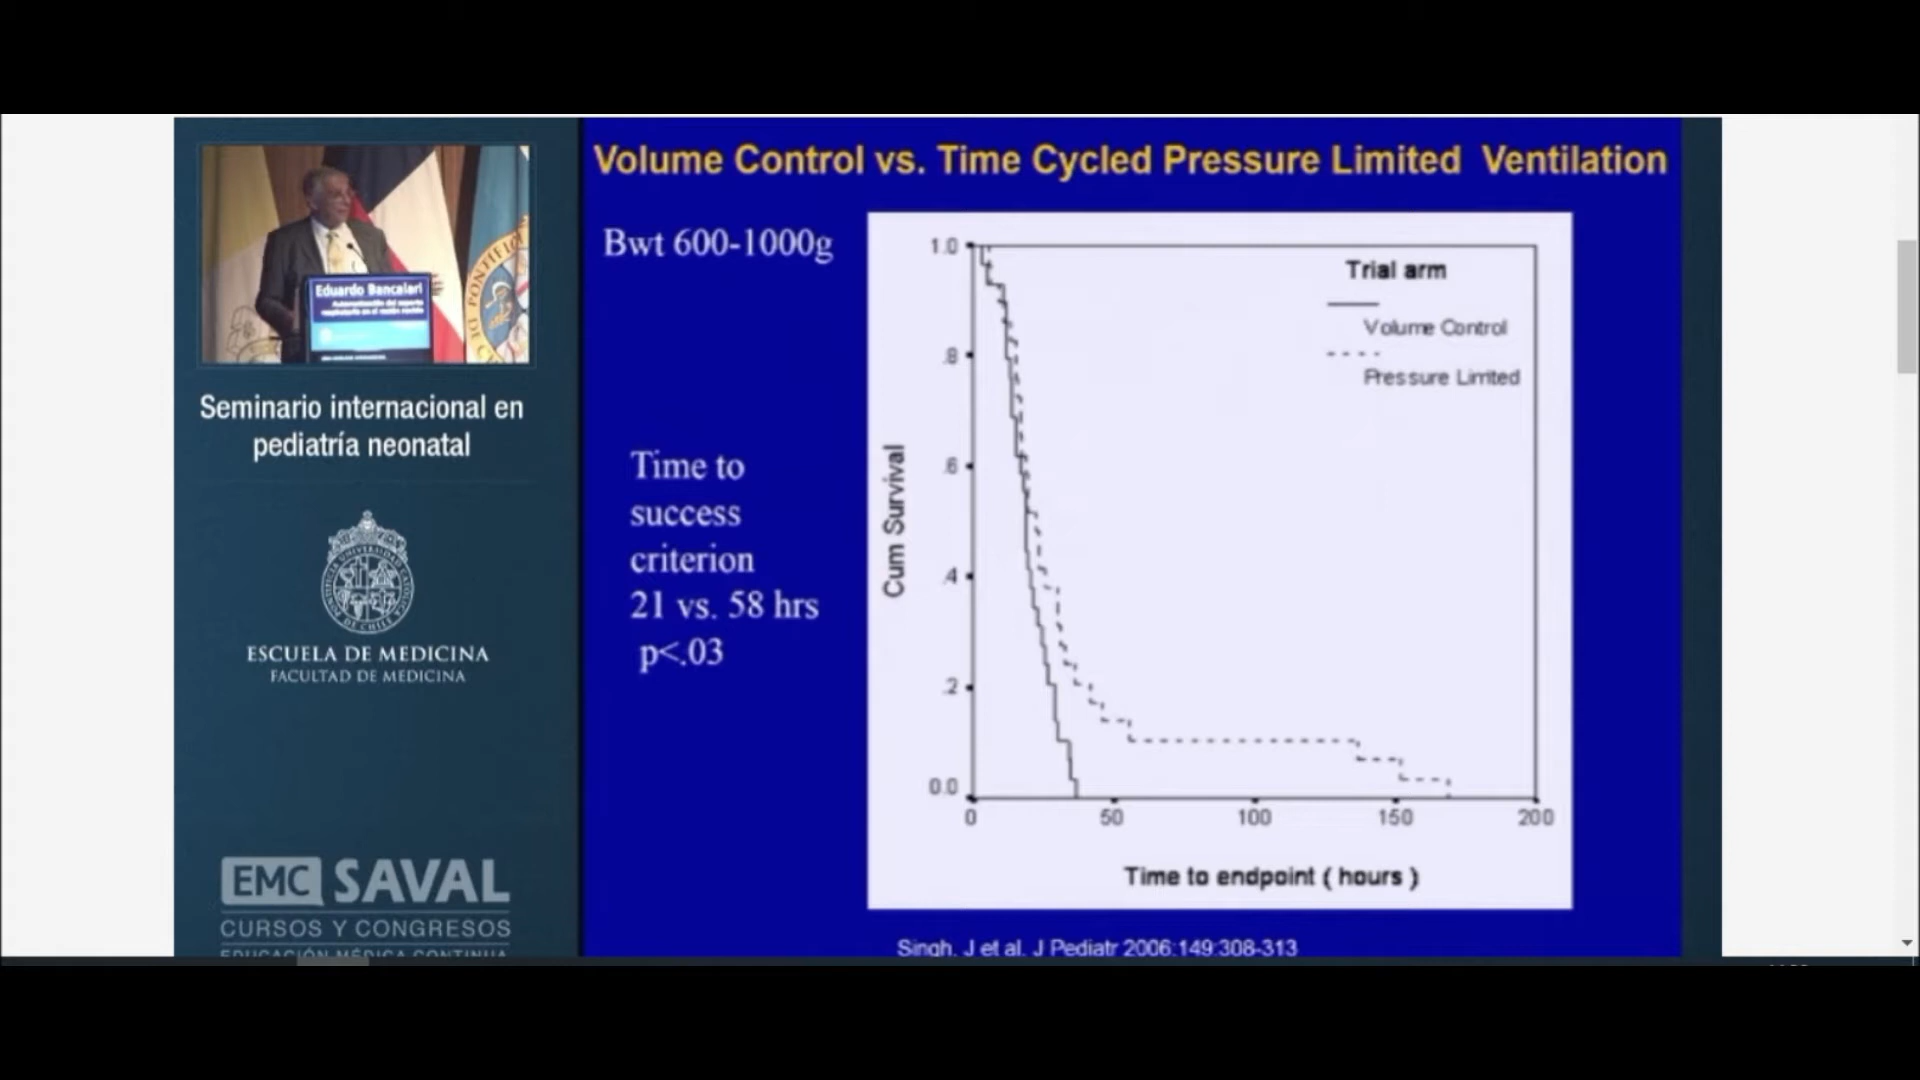 Volume Control vs. Time Cycled Pressure Limited Ventilation
Eduardo Bancalari
Seminario internacional en
pediatría neonatal
ESCUELA DE MEDICINA
FACULTAD DE MEDICINA
EMC SAVAL
CURSOS Y CONGRESOS
EDUCACIÓN MÉDICA CONTINUA
Bwt 600-1000g
Time to
success
criterion
21 vs. 58 hrs
p<.03
Trial arm
Volume Control
Pressure Limited
Cum Survival
1.0
.8
.6
.4
.2
0.0
0 50 100 150 200
Time to endpoint ( hours )
Singh, J et al. J Pediatr 2006;149:308-313